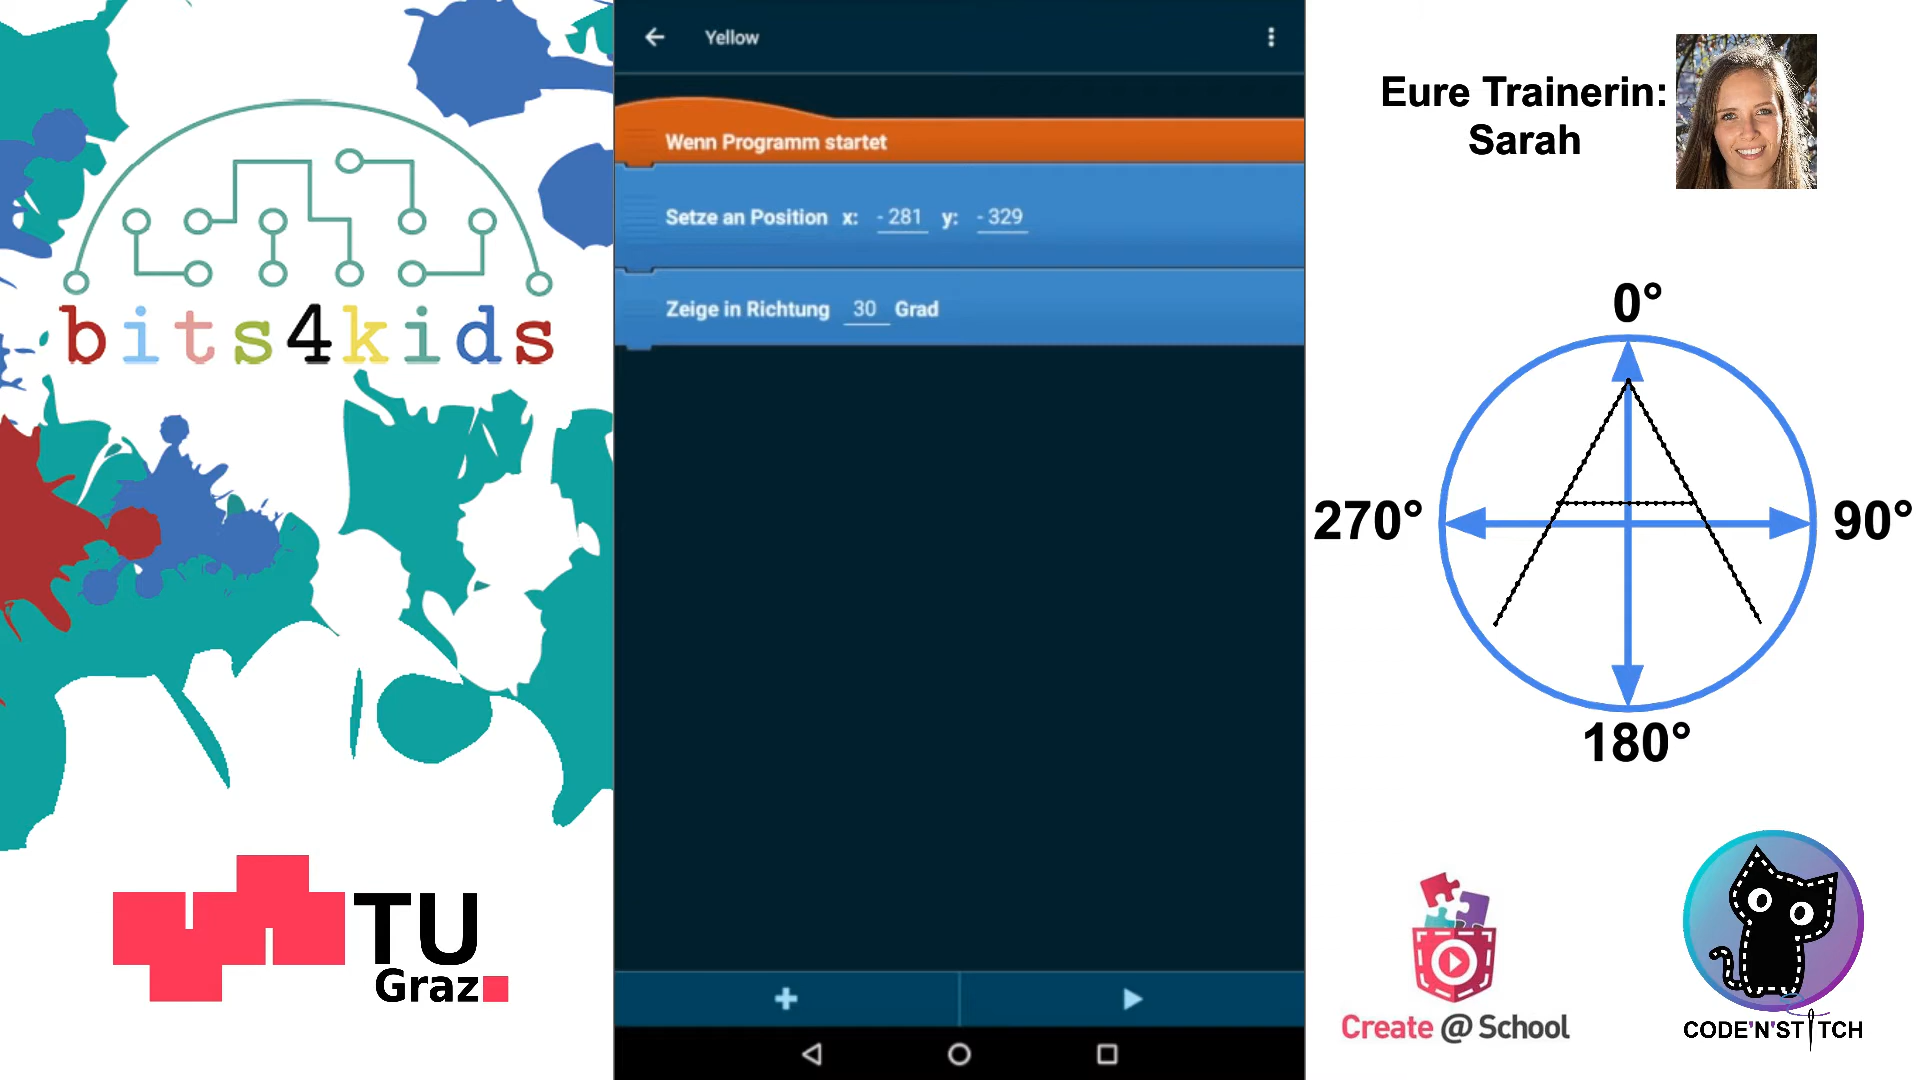 bits4kids
TU
Graz
Yellow
Wenn Programm startet
Setze an Position x: - 281 y: - 329
Zeige in Richtung 30 Grad
Eure Trainerin:
Sarah
0°
270°
90°
180°
Create @ School
CODE'N'STITCH